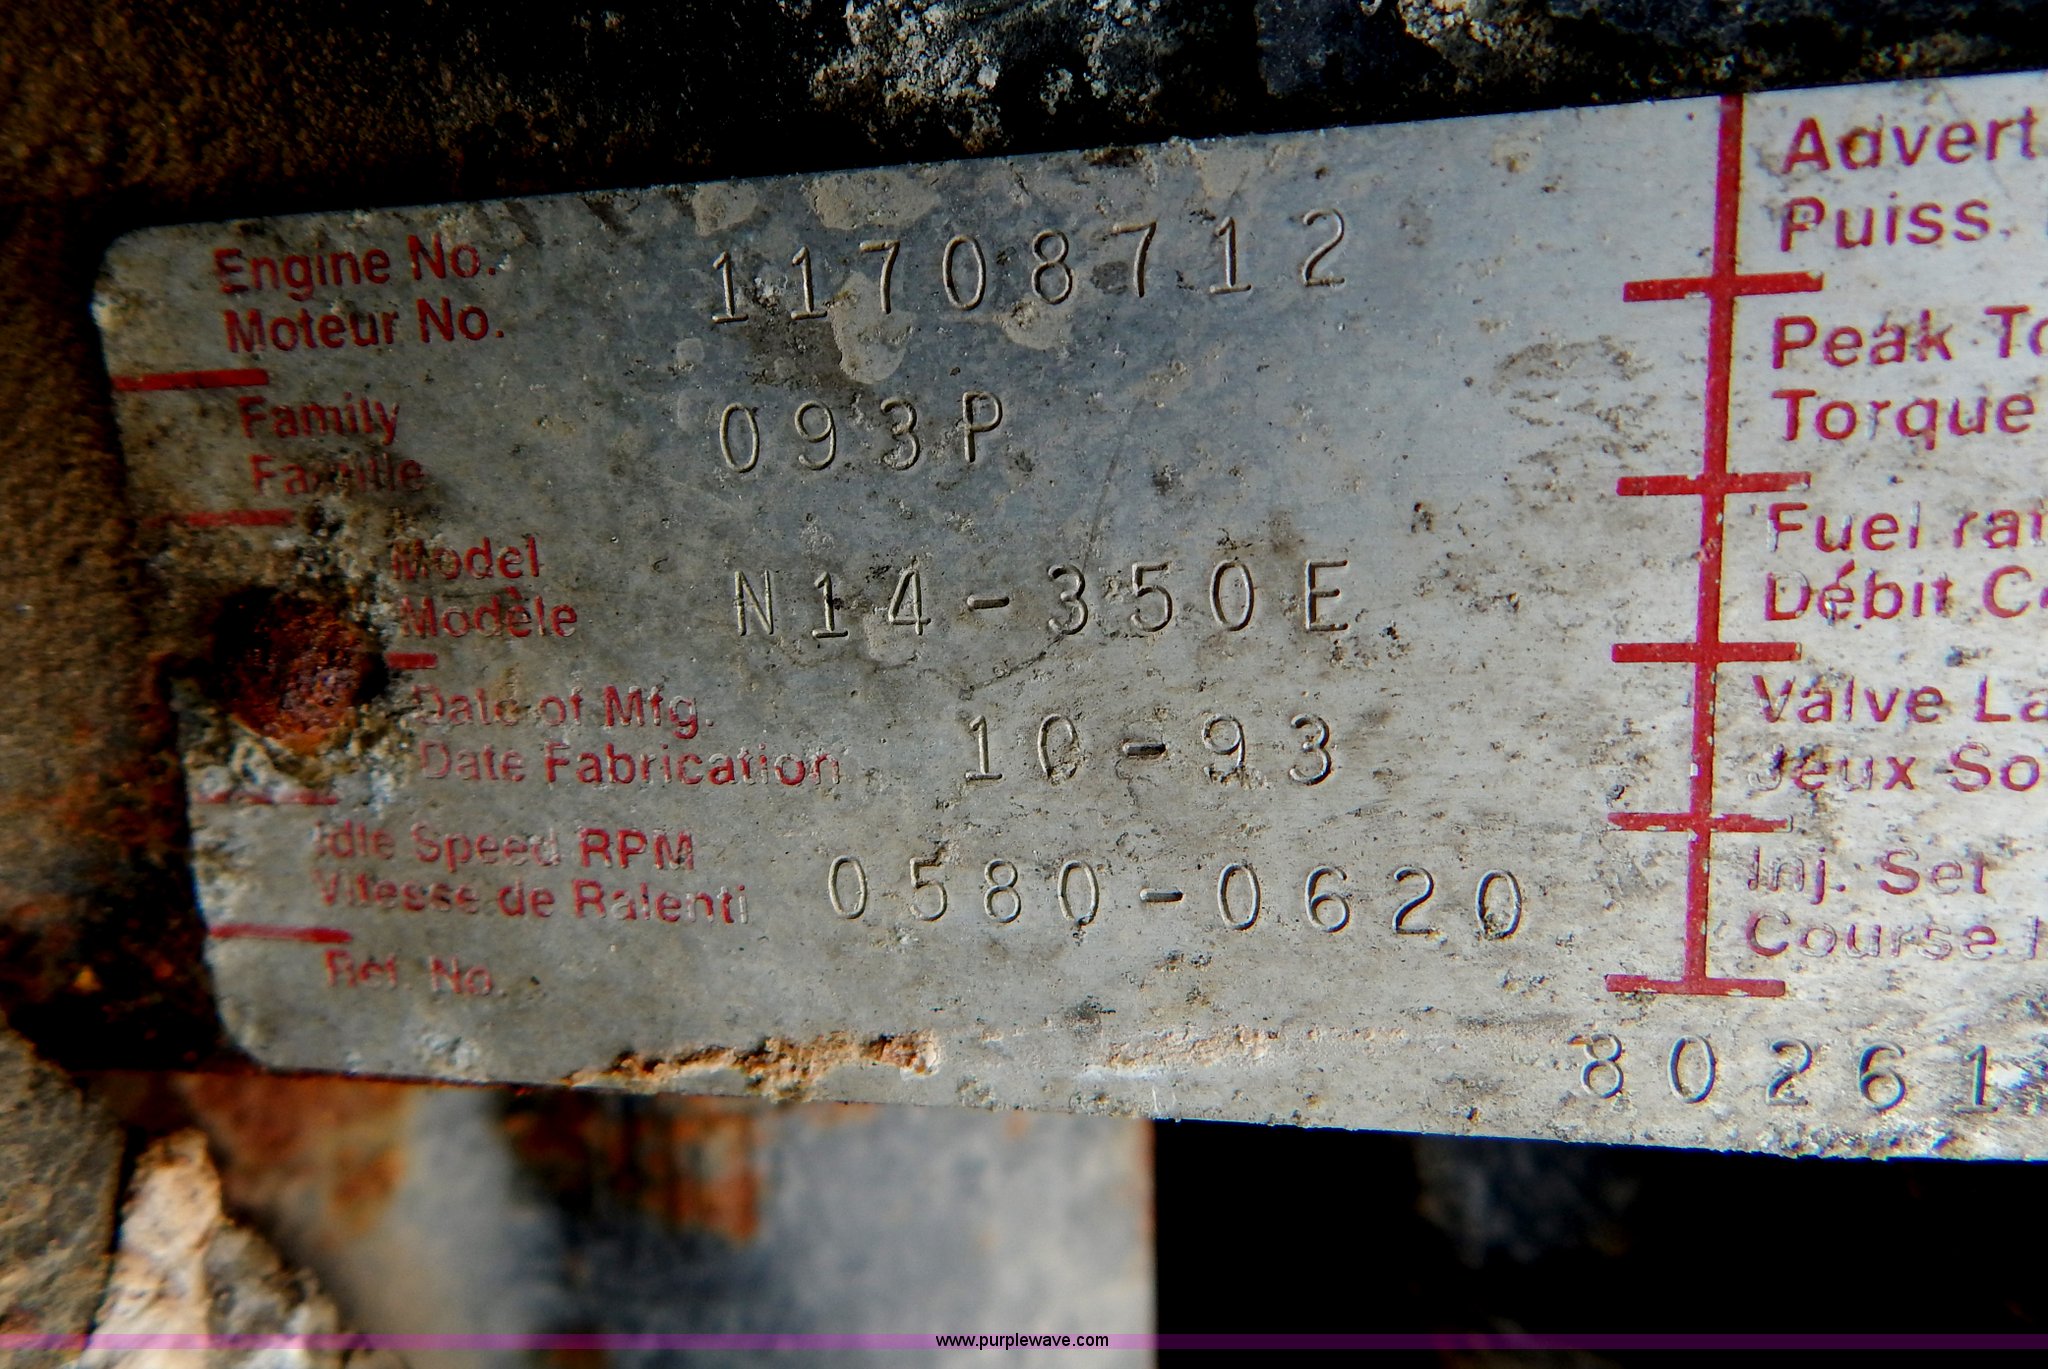 Engine No.
Moteur No.
11708712
Family
Famille
093P
Model
Modèle
N14-350E
Date of Mfg.
Date Fabrication
10-93
Idle Speed RPM
Vitesse de Ralenti
0580-0620
Ref. No.
Advert
Puiss.
Peak To
Torque
Fuel rat
Débit C
Valve La
Jeux So
Inj. Set
Course
80261
www.purplewave.com